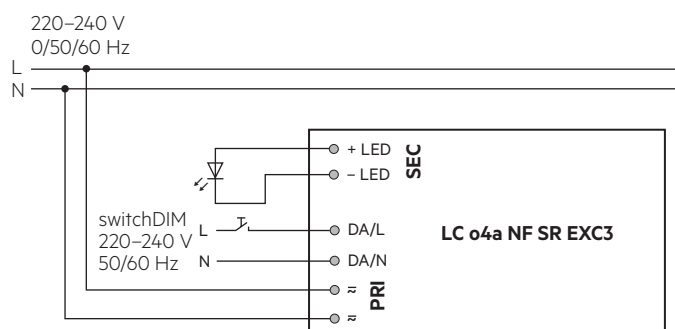 220–240 V
0/50/60 Hz
L
N
+ LED
– LED
SEC
switchDIM
220–240 V
50/60 Hz
L
N
DA/L
DA/N
LC o4a NF SR EXC3
PRI
≂
≂